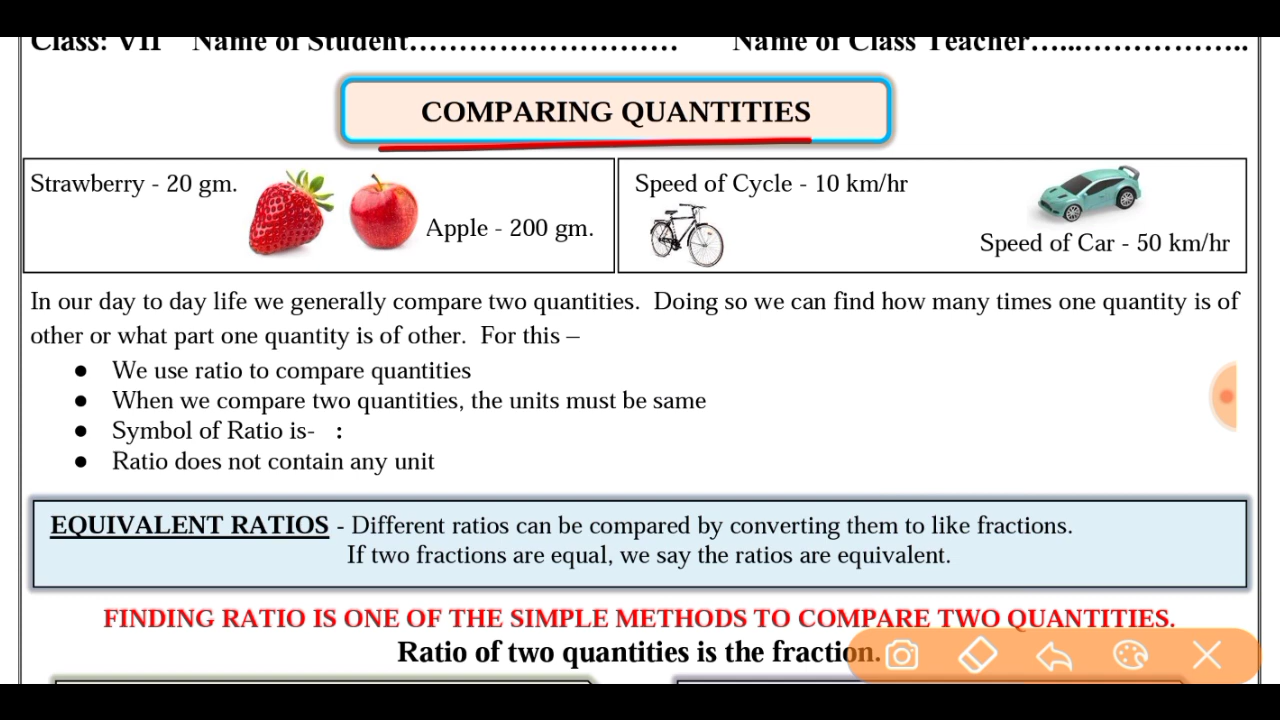 Class: VII Name of Student………………………… Name of Class Teacher…...……………..
COMPARING QUANTITIES
Strawberry - 20 gm.
Apple - 200 gm.
Speed of Cycle - 10 km/hr
Speed of Car - 50 km/hr
In our day to day life we generally compare two quantities. Doing so we can find how many times one quantity is of
other or what part one quantity is of other. For this –
● We use ratio to compare quantities
● When we compare two quantities, the units must be same
● Symbol of Ratio is- :
● Ratio does not contain any unit
EQUIVALENT RATIOS - Different ratios can be compared by converting them to like fractions.
If two fractions are equal, we say the ratios are equivalent.
FINDING RATIO IS ONE OF THE SIMPLE METHODS TO COMPARE TWO QUANTITIES.
Ratio of two quantities is the fraction.